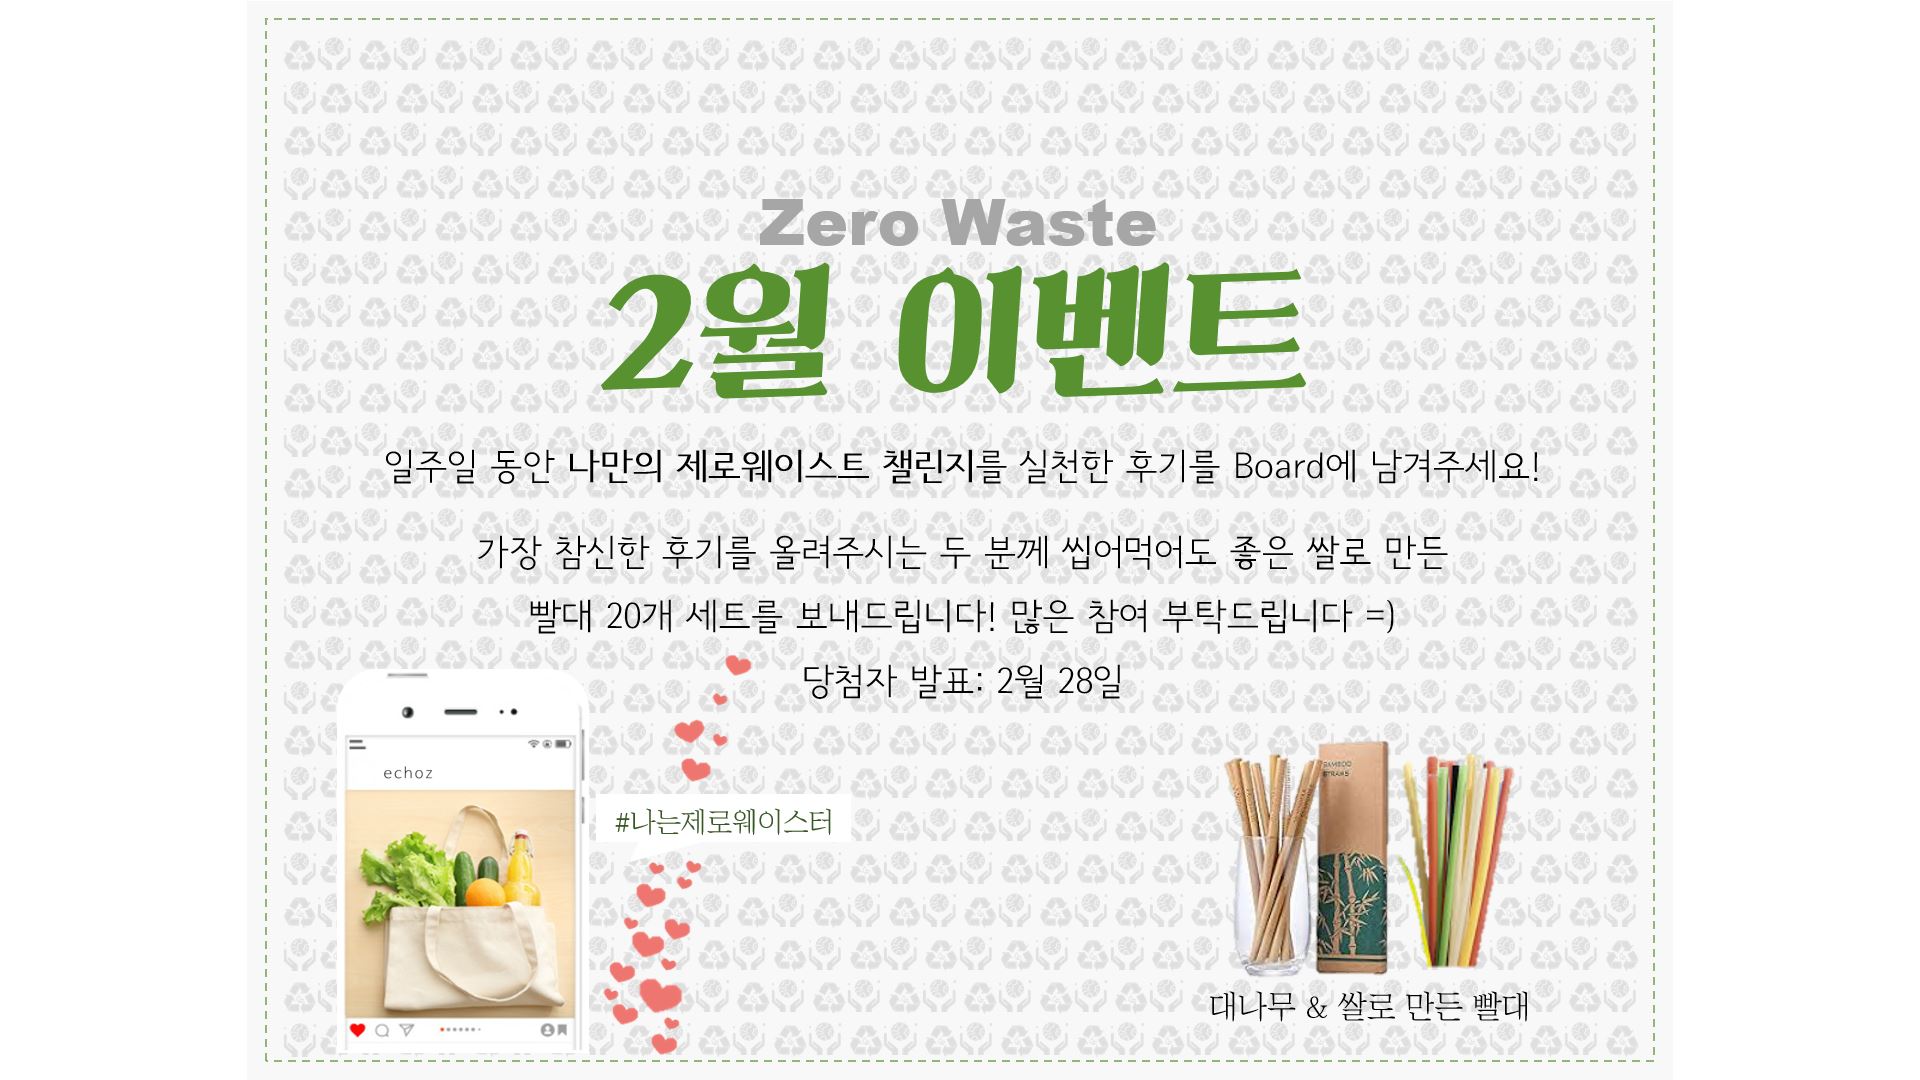 Zero Waste
2월 이벤트
일주일 동안 나만의 제로웨이스트 챌린지를 실천한 후기를 Board에 남겨주세요!
가장 참신한 후기를 올려주시는 두 분께 씹어먹어도 좋은 쌀로 만든
빨대 20개 세트를 보내드립니다! 많은 참여 부탁드립니다 =)
당첨자 발표: 2월 28일
echoz
#나는제로웨이스터
BAMBOO
STRAWS
대나무 & 쌀로 만든 빨대